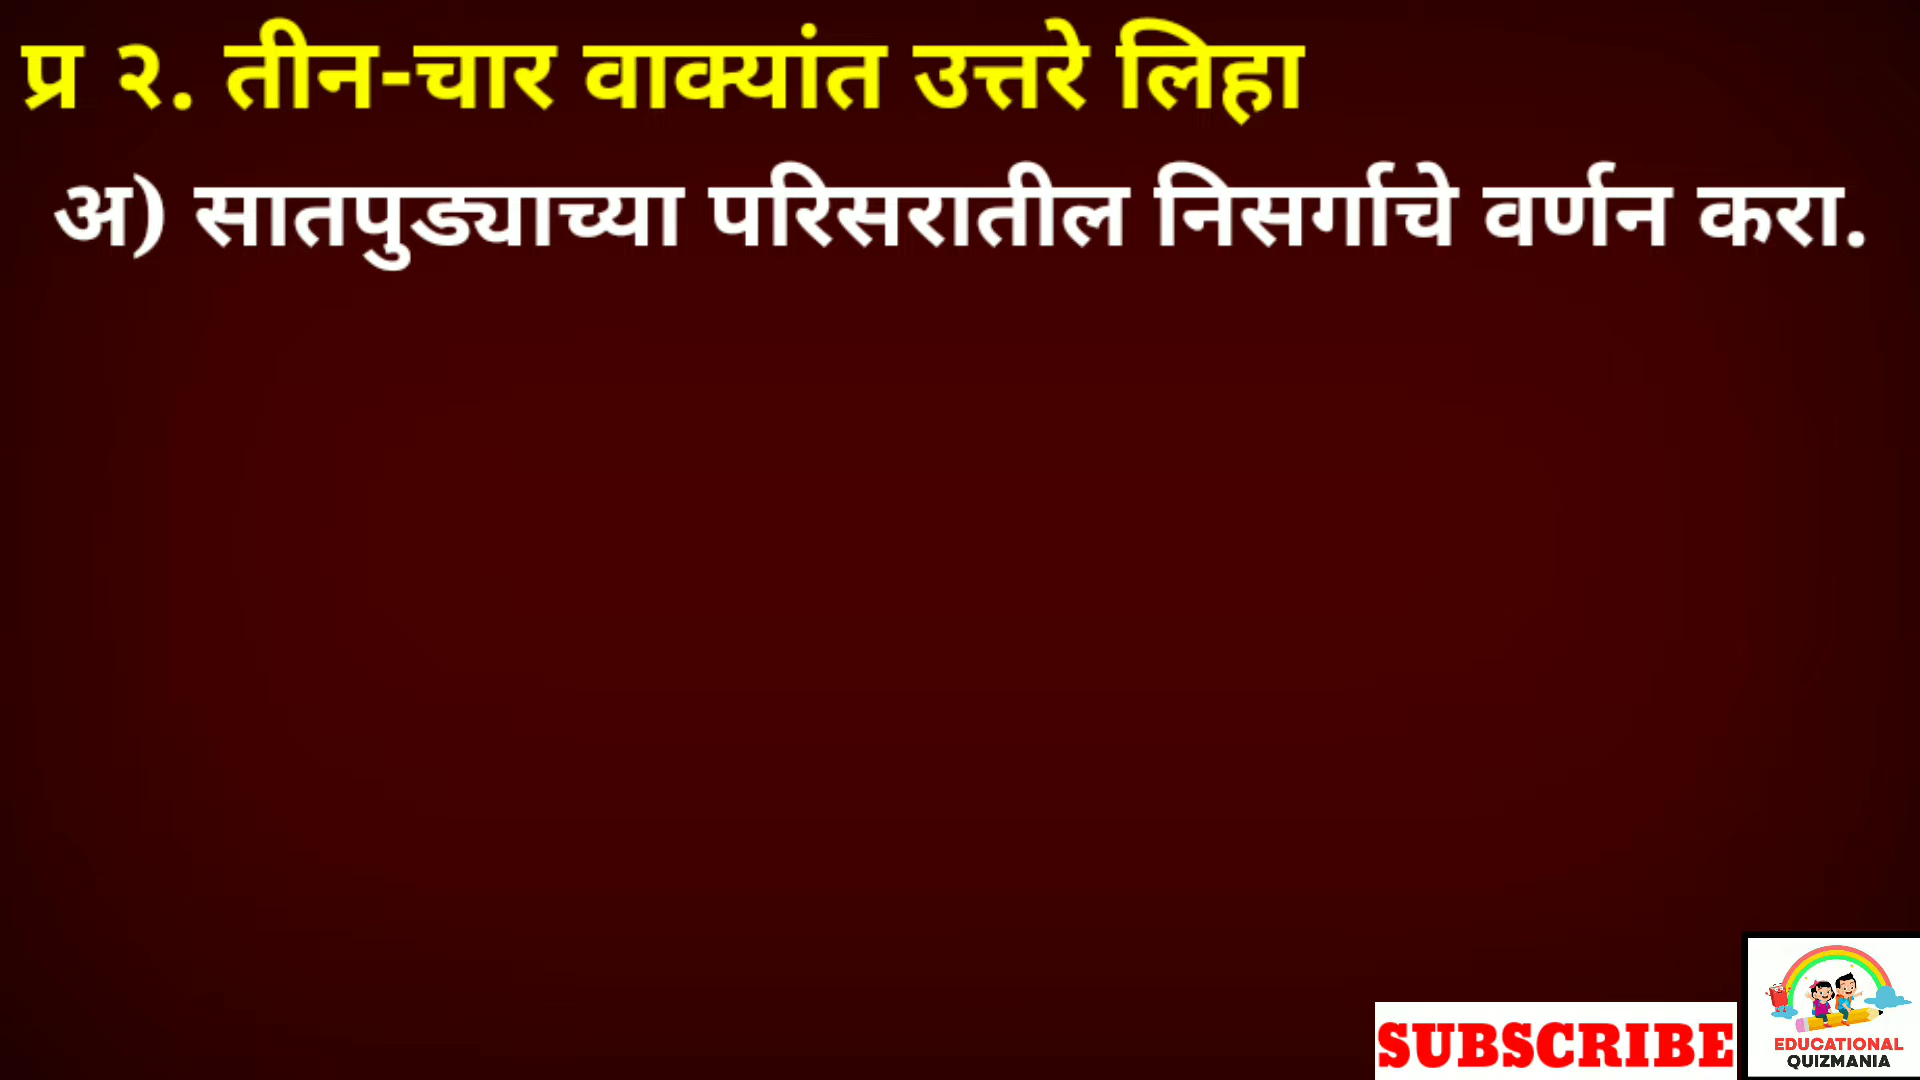 प्र २. तीन-चार वाक्यांत उत्तरे लिहा
अ) सातपुड्याच्या परिसरातील निसर्गाचे वर्णन करा.
SUBSCRIBE
EDUCATIONAL
QUIZMANIA